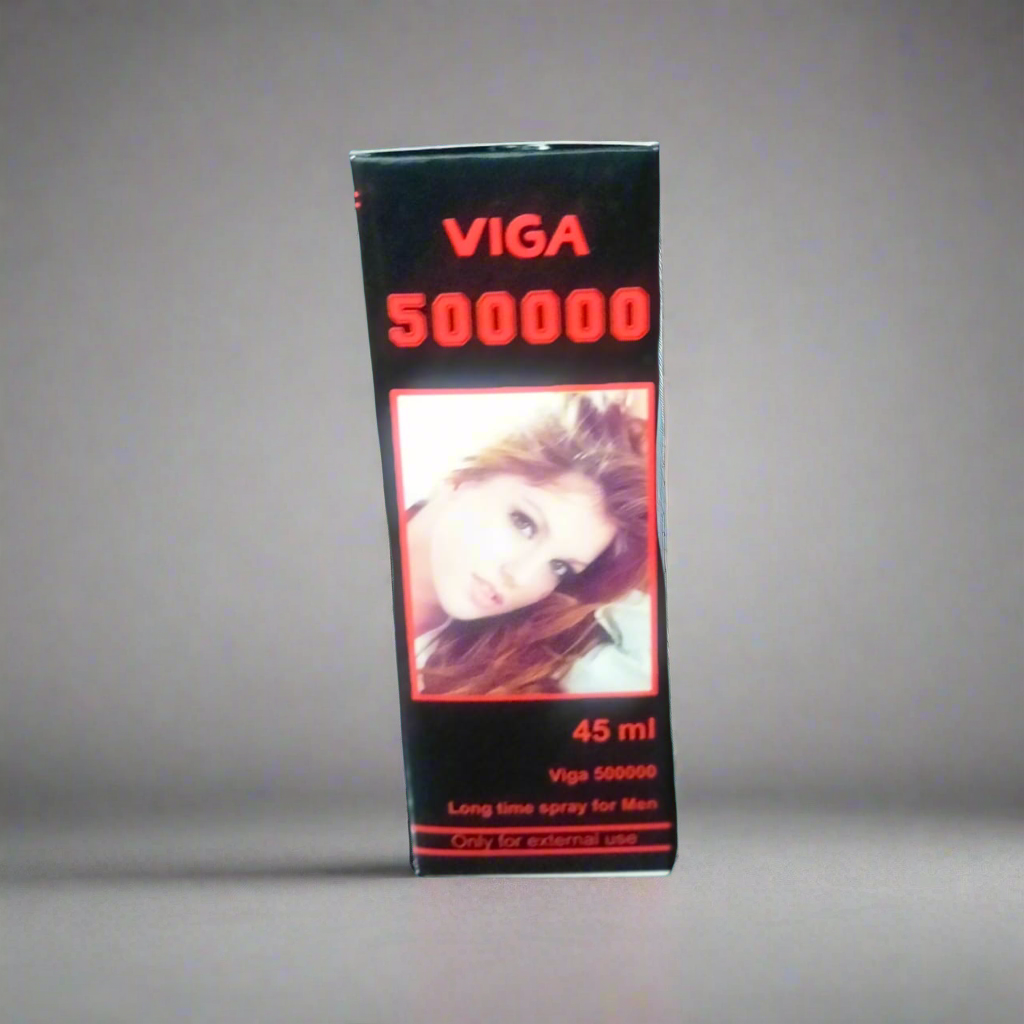 VIGA
500000
45 ml
Viga 500000
Long time spray for Men
Only for external use